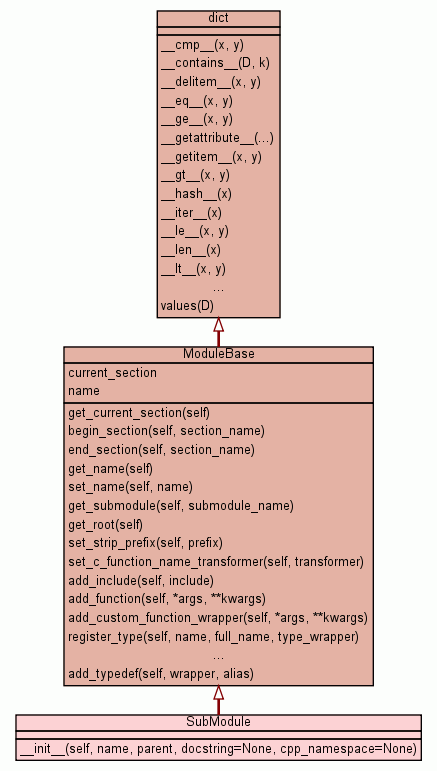 dict
__cmp__(x, y)
__contains__(D, k)
__delitem__(x, y)
__eq__(x, y)
__ge__(x, y)
__getattribute__(...)
__getitem__(x, y)
__gt__(x, y)
__hash__(x)
__iter__(x)
__le__(x, y)
__len__(x)
__lt__(x, y)
...
values(D)
ModuleBase
current_section
name
get_current_section(self)
begin_section(self, section_name)
end_section(self, section_name)
get_name(self)
set_name(self, name)
get_submodule(self, submodule_name)
get_root(self)
set_strip_prefix(self, prefix)
set_c_function_name_transformer(self, transformer)
add_include(self, include)
add_function(self, *args, **kwargs)
add_custom_function_wrapper(self, *args, **kwargs)
register_type(self, name, full_name, type_wrapper)
...
add_typedef(self, wrapper, alias)
SubModule
__init__(self, name, parent, docstring=None, cpp_namespace=None)